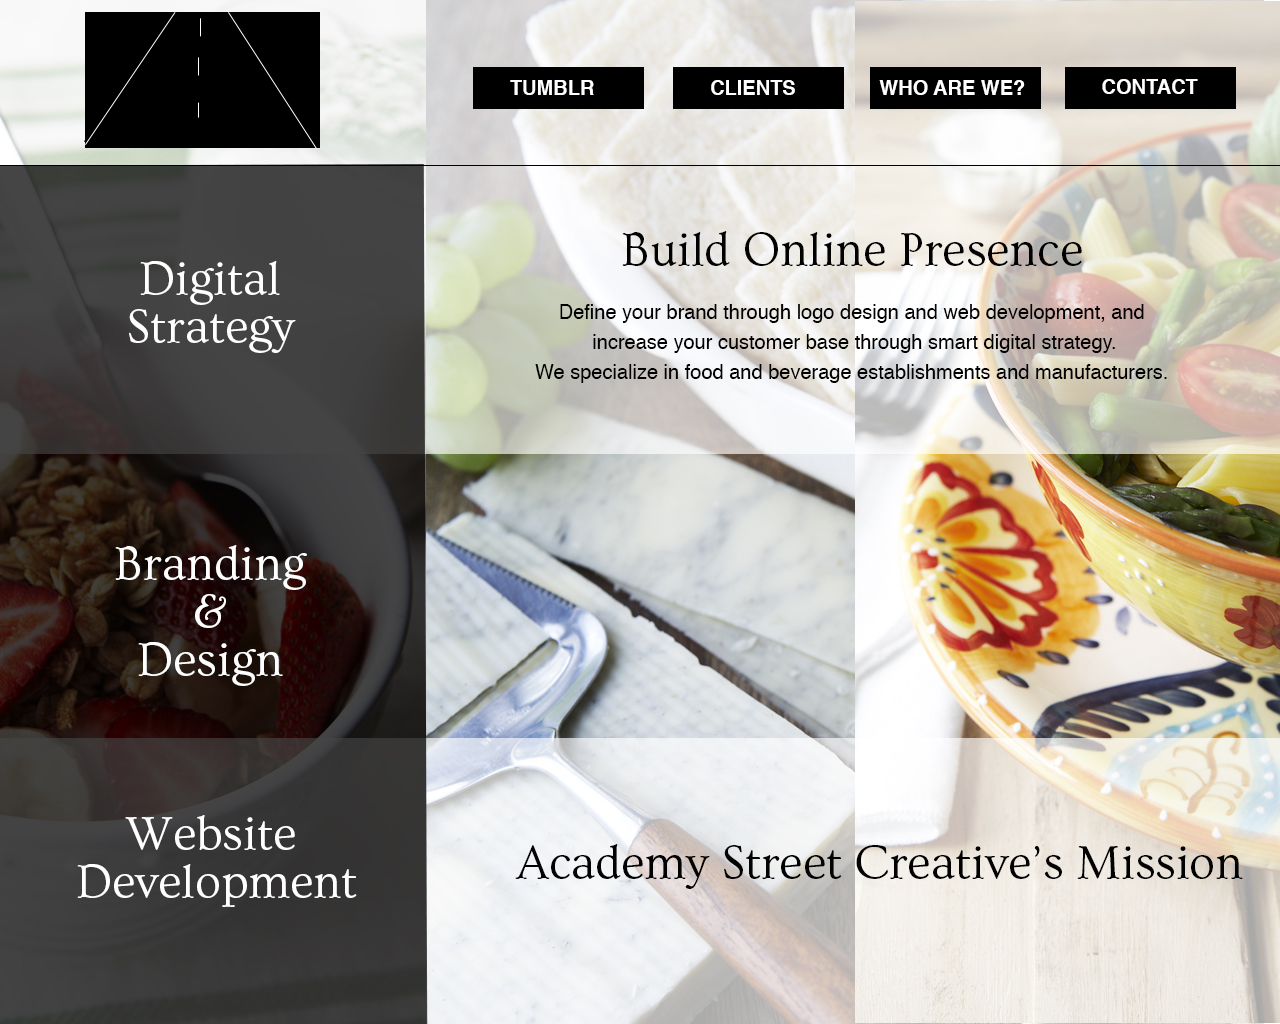 TUMBLR
CLIENTS
WHO ARE WE?
CONTACT
Digital
Strategy
Build Online Presence
Define your brand through logo design and web development, and
increase your customer base through smart digital strategy.
We specialize in food and beverage establishments and manufacturers.
Branding
&
Design
Website
Development
Academy Street Creative’s Mission